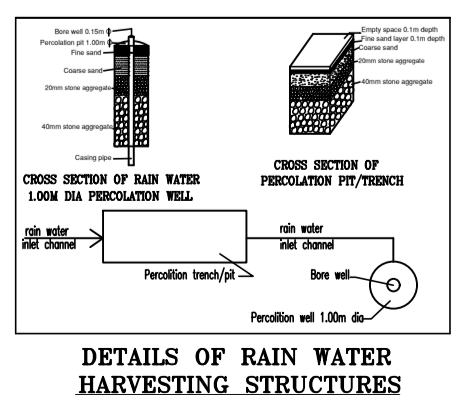 Bore well 0.15m ϕ
Percolation pit 1.00m ϕ
Fine sand
Coarse sand
20mm stone aggregate
40mm stone aggregate
Casing pipe
CROSS SECTION OF RAIN WATER
1.00M DIA PERCOLATION WELL
Empty space 0.1m depth
Fine sand layer 0.1m depth
Coarse sand
20mm stone aggregate
40mm stone aggregate
CROSS SECTION OF
PERCOLATION PIT/TRENCH
rain water
inlet channel
Percolition trench/pit
rain water
inlet channel
Bore well
Percolition well 1.00m dia
DETAILS OF RAIN WATER
HARVESTING STRUCTURES